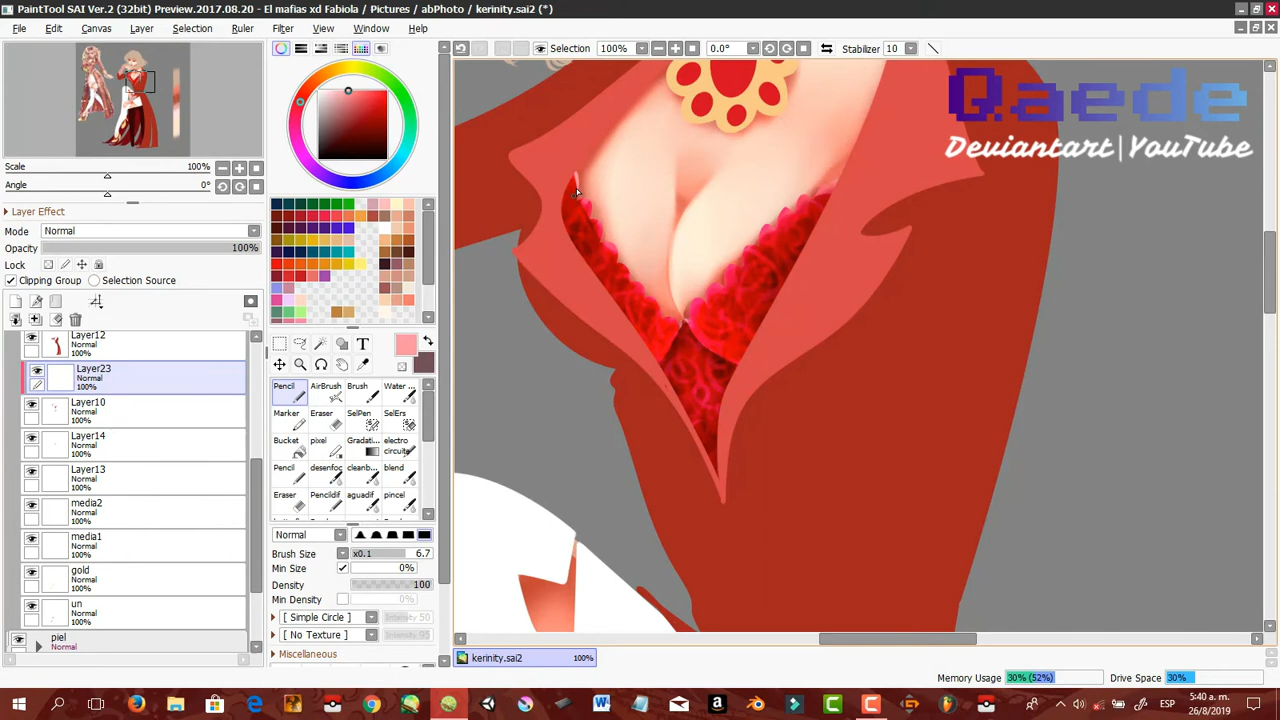 PaintTool SAI Ver.2 (32bit) Preview.2017.08.20 - El mafias xd Fabiola / Pictures / abPhoto / kerinity.sai2 (*)
File Edit Canvas Layer Selection Ruler Filter View Window Help
Selection 100% 0.0° Stabilizer 10
Q.aede
Deviantart|YouTube
Scale 100%
Angle 0°
Layer Effect
Mode Normal
Opacity 100%
Lock
Clipping Group Selection Source
Layer12
100%
Layer23
Normal
100%
Layer10
Normal
100%
Layer14
Normal
100%
Layer13
Normal
100%
media2
Normal
100%
media1
Normal
100%
gold
Normal
100%
un
Normal
100%
piel
Normal
T
Pencil AirBrush Brush Water ...
Marker Eraser SelPen SelErs
Bucket pixel Gradati... electro circuite
Pencil desenfoc cleanb... blend
Eraser Pencildif aguadif pincel
Normal
Brush Size x0.1 6.7
Min Size 0%
Density 100
Min Density 0%
[ Simple Circle ] Intensity 50
[ No Texture ] Intensity 95
Miscellaneous
kerinity.sai2 100%
Memory Usage 30% (52%) Drive Space 30%
ESP 5:40 a. m.
26/8/2019